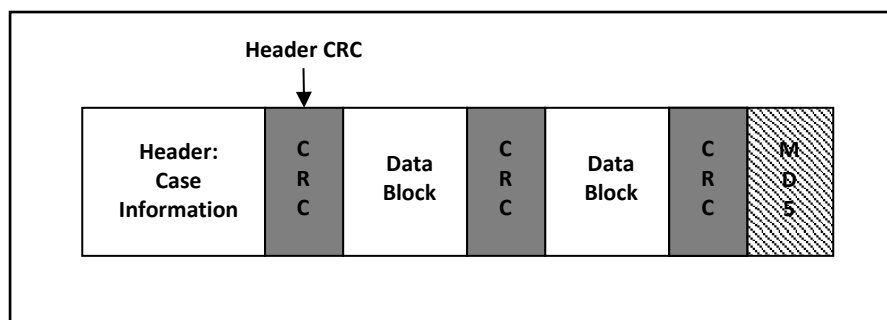 Header CRC
Header:
Case
Information
C
R
C
Data
Block
C
R
C
Data
Block
C
R
C
M
D
5